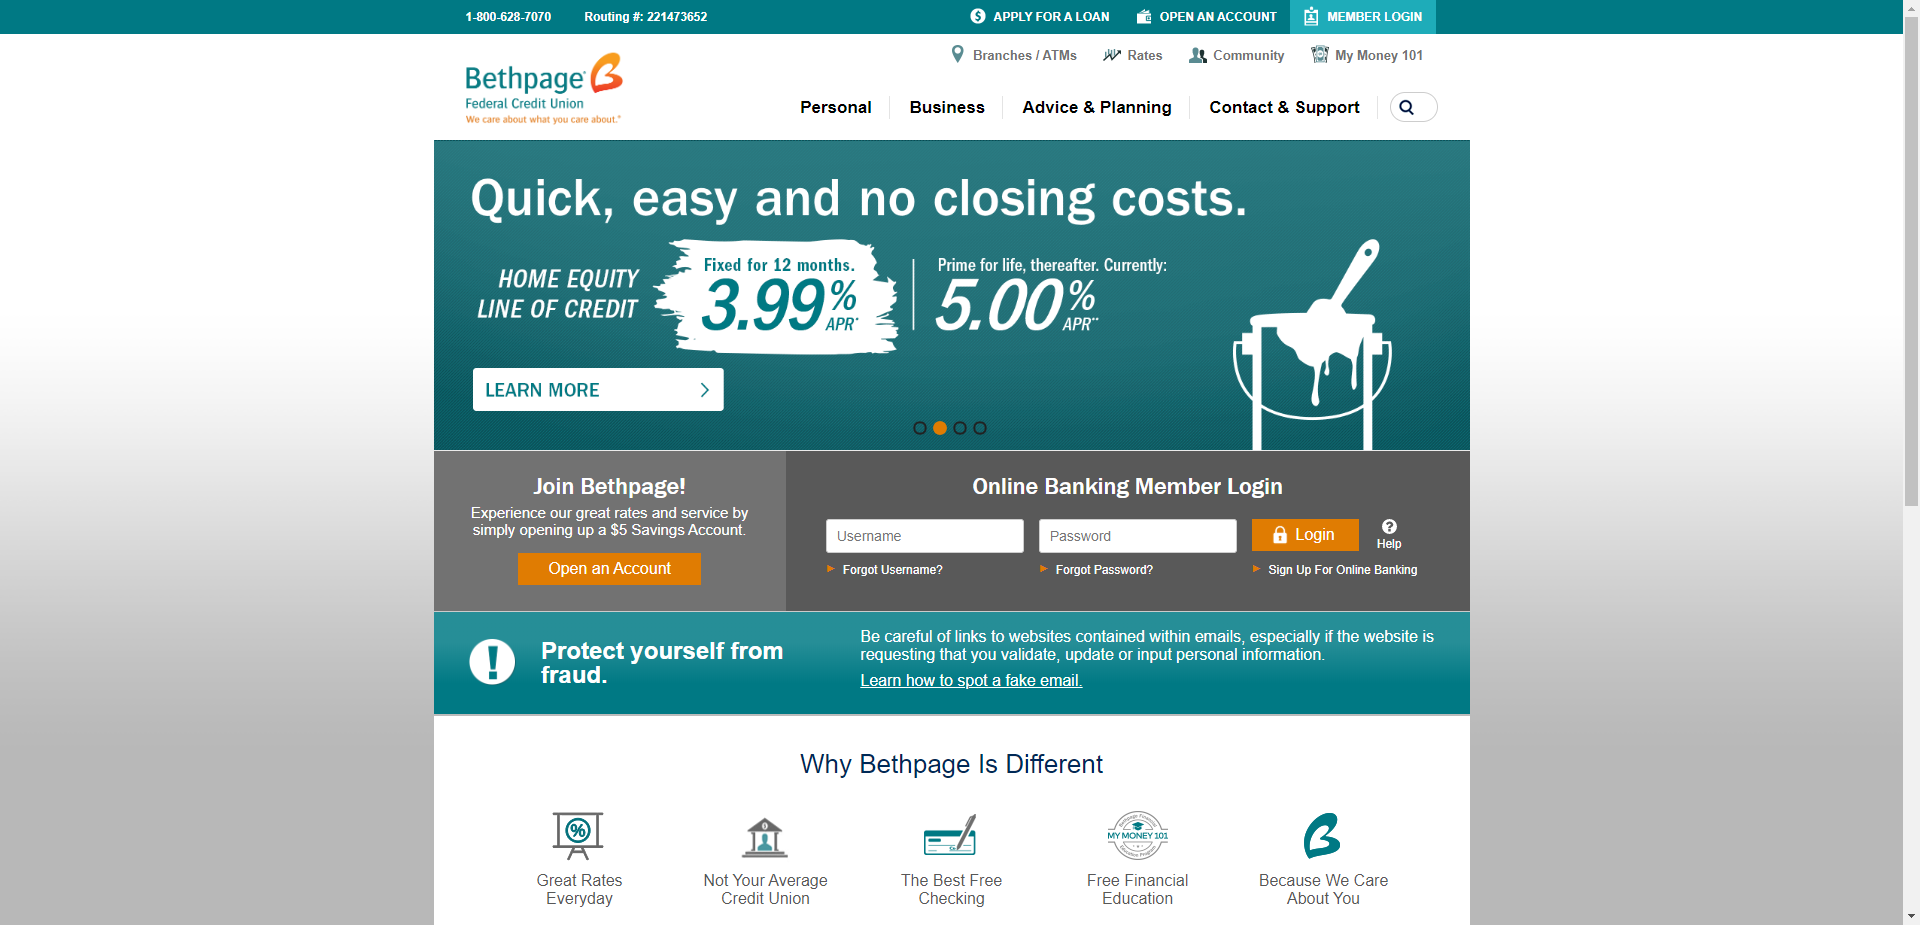 1-800-628-7070 Routing #: 221473652 APPLY FOR A LOAN OPEN AN ACCOUNT MEMBER LOGIN
Branches / ATMs Rates Community My Money 101
Bethpage
Federal Credit Union
We care about what you care about.®
Personal Business Advice & Planning Contact & Support
Quick, easy and no closing costs.
HOME EQUITY
LINE OF CREDIT
Fixed for 12 months.
3.99% APR*
Prime for life, thereafter. Currently:
5.00% APR**
LEARN MORE
Join Bethpage!
Experience our great rates and service by
simply opening up a $5 Savings Account.
Open an Account
Online Banking Member Login
Username Password Login Help
Forgot Username? Forgot Password? Sign Up For Online Banking
Protect yourself from
fraud.
Be careful of links to websites contained within emails, especially if the website is
requesting that you validate, update or input personal information.
Learn how to spot a fake email.
Why Bethpage Is Different
Bethpage Financial
MY MONEY 101
Education Program
Great Rates
Everyday
Not Your Average
Credit Union
The Best Free
Checking
Free Financial
Education
Because We Care
About You